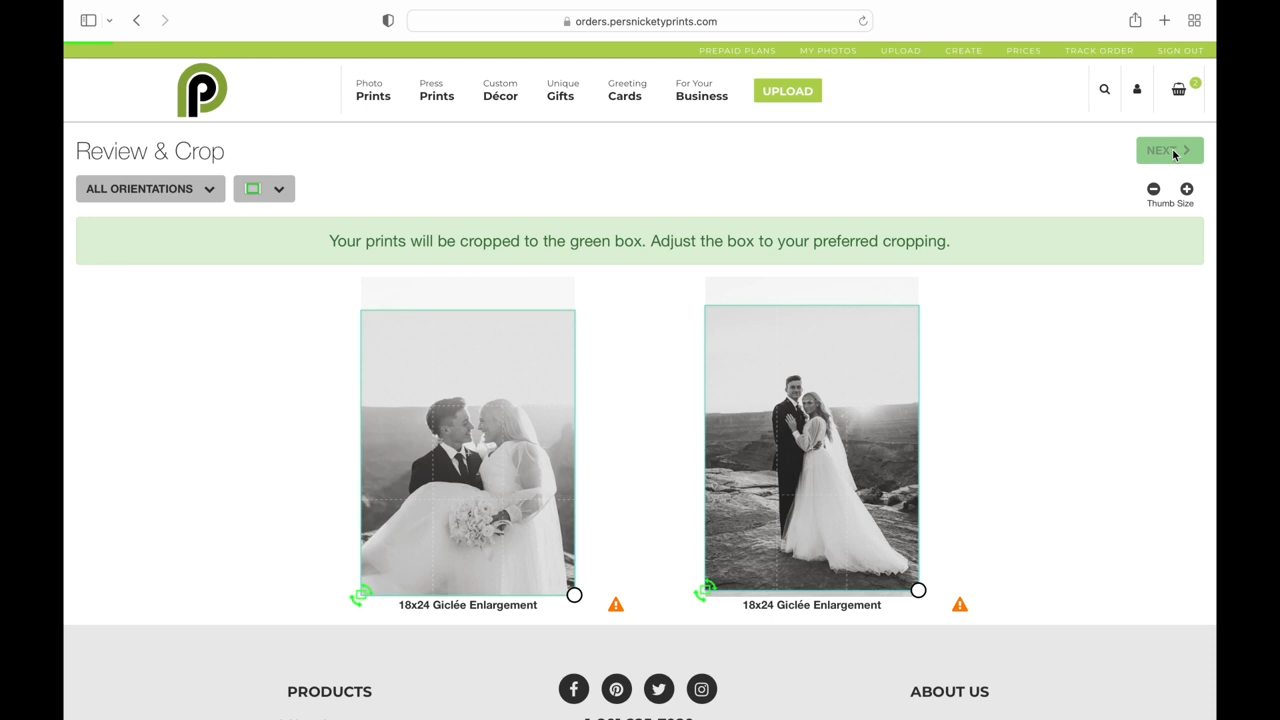 orders.persnicketyprints.com
PREPAID PLANS MY PHOTOS UPLOAD CREATE PRICES TRACK ORDER SIGN OUT
Photo Prints
Press Prints
Custom Décor
Unique Gifts
Greeting Cards
For Your Business
UPLOAD
2
Review & Crop
NEXT
ALL ORIENTATIONS
Thumb Size
Your prints will be cropped to the green box. Adjust the box to your preferred cropping.
18x24 Giclée Enlargement
18x24 Giclée Enlargement
PRODUCTS
ABOUT US